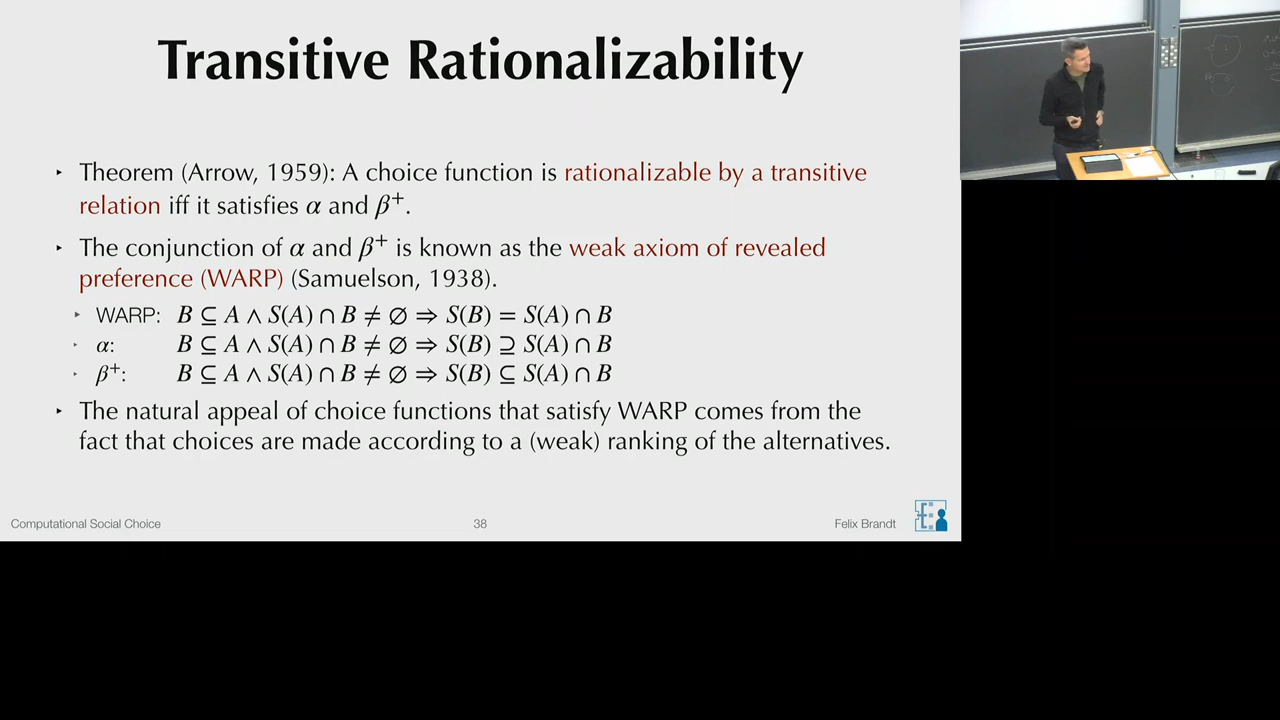 Transitive Rationalizability
‣ Theorem (Arrow, 1959): A choice function is rationalizable by a transitive
relation iff it satisfies α and β⁺.
‣ The conjunction of α and β⁺ is known as the weak axiom of revealed
preference (WARP) (Samuelson, 1938).
‣ WARP: B ⊆ A ∧ S(A) ∩ B ≠ ∅ ⇒ S(B) = S(A) ∩ B
‣ α: B ⊆ A ∧ S(A) ∩ B ≠ ∅ ⇒ S(B) ⊇ S(A) ∩ B
‣ β⁺: B ⊆ A ∧ S(A) ∩ B ≠ ∅ ⇒ S(B) ⊆ S(A) ∩ B
‣ The natural appeal of choice functions that satisfy WARP comes from the
fact that choices are made according to a (weak) ranking of the alternatives.
Computational Social Choice 38 Felix Brandt